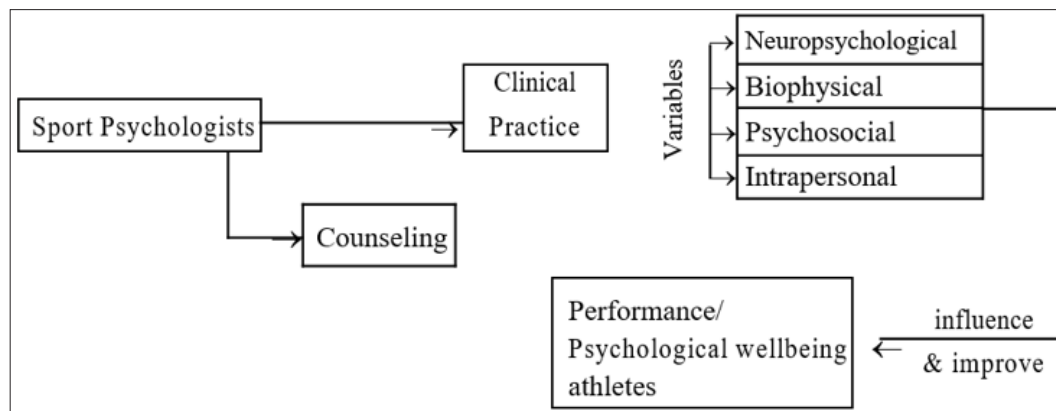 Sport Psychologists
Clinical
Practice
Counseling
Variables
Neuropsychological
Biophysical
Psychosocial
Intrapersonal
Performance/
Psychological wellbeing
athletes
influence
& improve